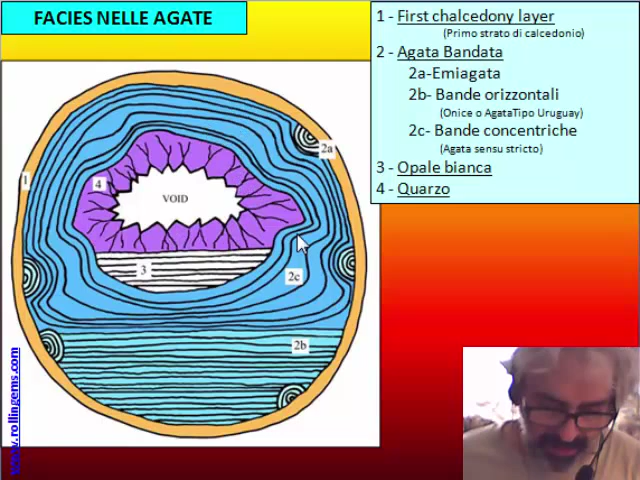 FACIES NELLE AGATE
1 - First chalcedony layer
(Primo strato di calcedonio)
2 - Agata Bandata
2a-Emiagata
2b- Bande orizzontali
(Onice o AgataTipo Uruguay)
2c- Bande concentriche
(Agata sensu stricto)
3 - Opale bianca
4 - Quarzo
2a
1
4
VOID
3
2c
2b
www.rollingems.com